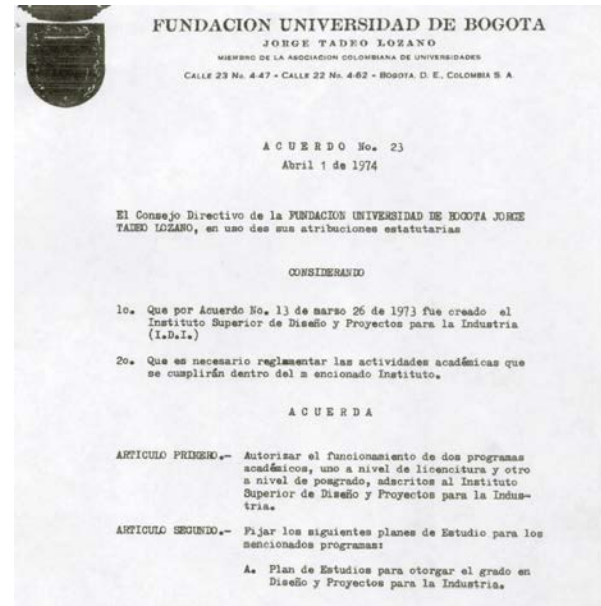 FUNDACION UNIVERSIDAD DE BOGOTA
JORGE TADEO LOZANO
MIEMBRO DE LA ASOCIACION COLOMBIANA DE UNIVERSIDADES
CALLE 23 No. 4-47 - CALLE 22 No. 4-62 - BOGOTA, D. E., COLOMBIA S. A.
A C U E R D O No. 23
Abril 1 de 1974
El Consejo Directivo de la FUNDACION UNIVERSIDAD DE BOGOTA JORGE
TADEO LOZANO, en uso des sus atribuciones estatutarias
CONSIDERANDO
1o. Que por Acuerdo No. 13 de marzo 26 de 1973 fue creado el
Instituto Superior de Diseño y Proyectos para la Industria
(I.D.I.)
2o. Que es necesario reglamentar las actividades académicas que
se cumplirán dentro del m encionado Instituto.
A C U E R D A
ARTICULO PRIMERO.- Autorizar el funcionamiento de dos programas
académicos, uno a nivel de licencitura y otro
a nivel de posgrado, adscritos al Instituto
Superior de Diseño y Proyectos para la Indus-
tria.
ARTICULO SEGUNDO.- Fijar los siguientes planes de Estudio para los
mencionados programas:
A. Plan de Estudios para otorgar el grado en
Diseño y Proyectos para la Industria.